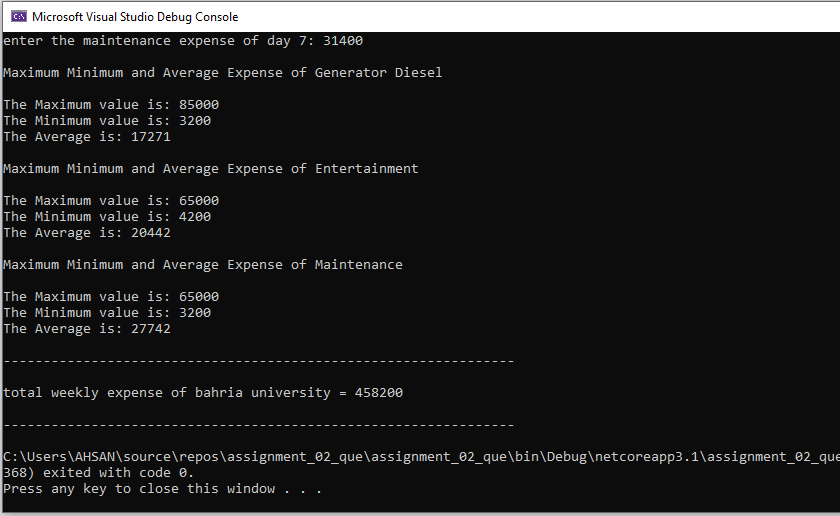 C:\ Microsoft Visual Studio Debug Console
enter the maintenance expense of day 7: 31400
Maximum Minimum and Average Expense of Generator Diesel
The Maximum value is: 85000
The Minimum value is: 3200
The Average is: 17271
Maximum Minimum and Average Expense of Entertainment
The Maximum value is: 65000
The Minimum value is: 4200
The Average is: 20442
Maximum Minimum and Average Expense of Maintenance
The Maximum value is: 65000
The Minimum value is: 3200
The Average is: 27742
----------------------------------------------------------------
total weekly expense of bahria university = 458200
----------------------------------------------------------------
C:\Users\AHSAN\source\repos\assignment_02_que\assignment_02_que\bin\Debug\netcoreapp3.1\assignment_02_que
368) exited with code 0.
Press any key to close this window . . .